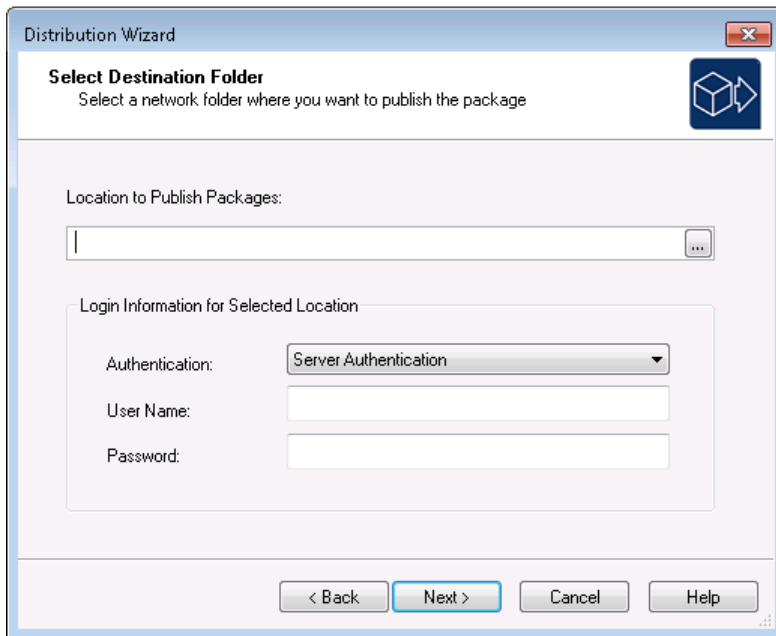 Distribution Wizard
Select Destination Folder
Select a network folder where you want to publish the package
Location to Publish Packages:
...
Login Information for Selected Location
Authentication: Server Authentication
User Name:
Password:
< Back Next > Cancel Help